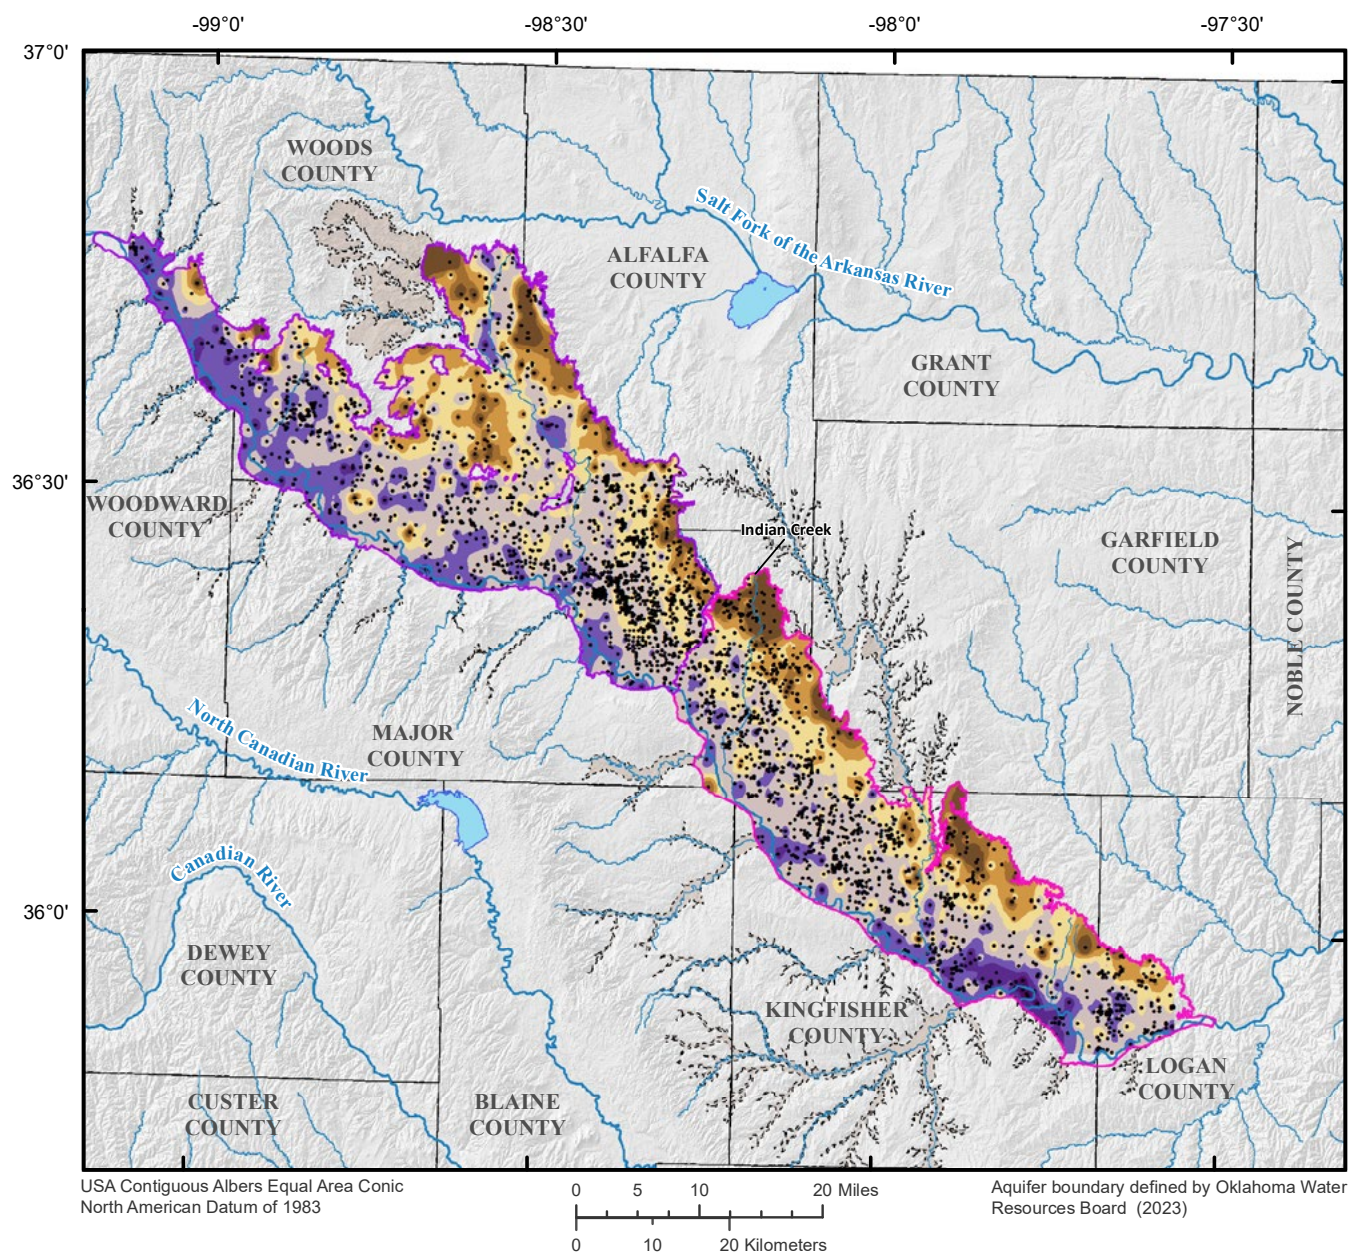 -99°0'
-98°30'
-98°0'
-97°30'
37°0'
WOODS
COUNTY
Salt Fork of the Arkansas River
ALFALFA
COUNTY
GRANT
COUNTY
36°30'
WOODWARD
COUNTY
Indian Creek
GARFIELD
COUNTY
NOBLE COUNTY
North Canadian River
MAJOR
COUNTY
Canadian River
36°0'
DEWEY
COUNTY
KINGFISHER
COUNTY
LOGAN
COUNTY
CUSTER
COUNTY
BLAINE
COUNTY
USA Contiguous Albers Equal Area Conic
North American Datum of 1983
0 5 10 20 Miles
0 10 20 Kilometers
Aquifer boundary defined by Oklahoma Water
Resources Board (2023)